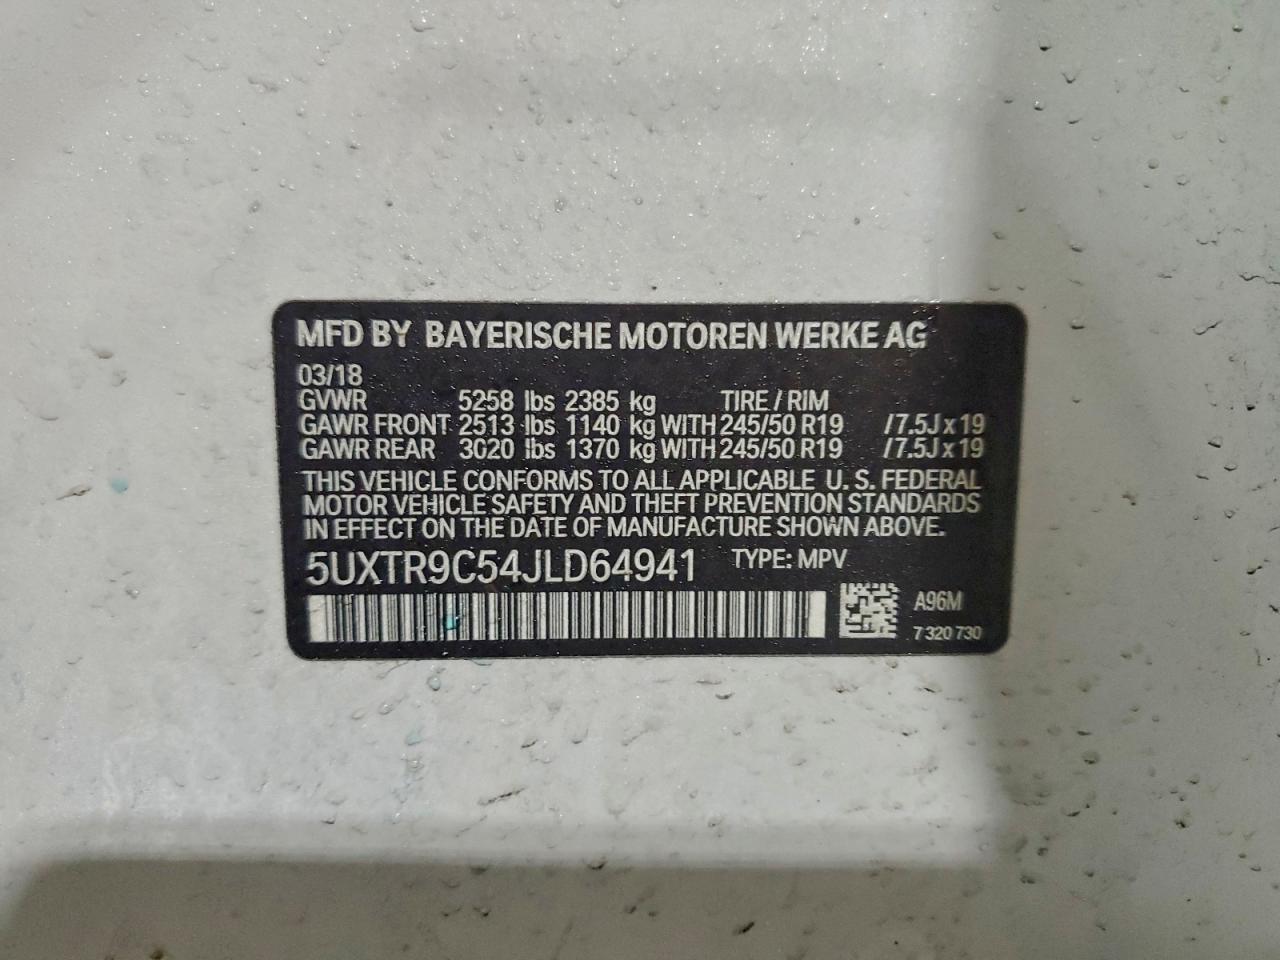 MFD BY BAYERISCHE MOTOREN WERKE AG
03/18
GVWR 5258 lbs 2385 kg TIRE / RIM
GAWR FRONT 2513 lbs 1140 kg WITH 245/50 R19 /7.5J x 19
GAWR REAR 3020 lbs 1370 kg WITH 245/50 R19 /7.5J x 19
THIS VEHICLE CONFORMS TO ALL APPLICABLE U. S. FEDERAL
MOTOR VEHICLE SAFETY AND THEFT PREVENTION STANDARDS
IN EFFECT ON THE DATE OF MANUFACTURE SHOWN ABOVE.
5UXTR9C54JLD64941 TYPE: MPV
A96M
7 320 730